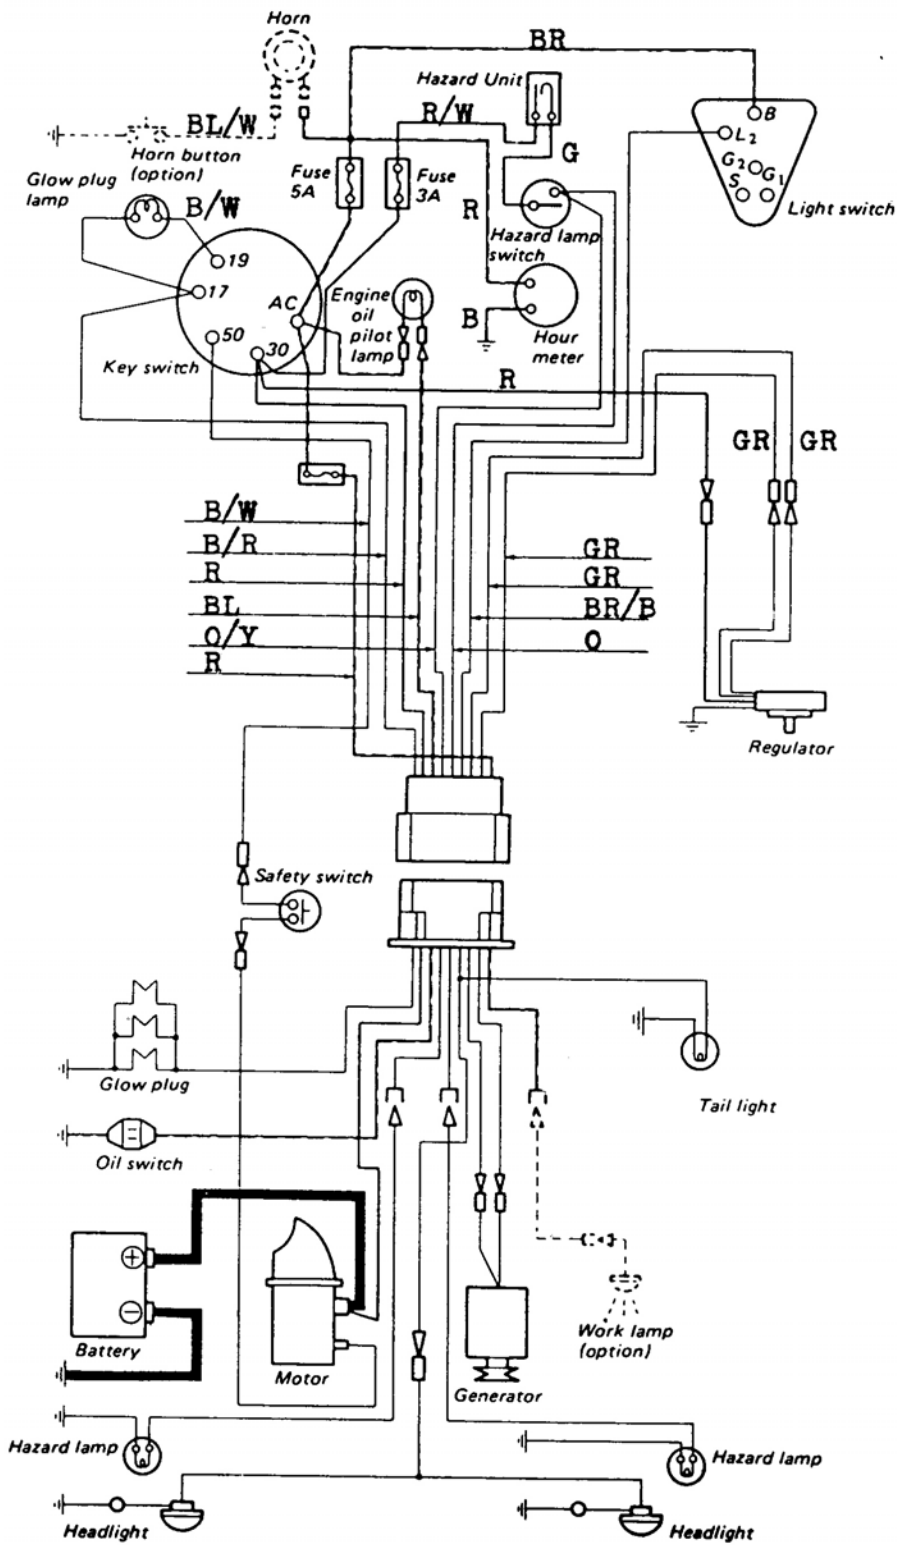 Horn
BR
Hazard Unit
R/W
B
L2
G2
G1
S
Light switch
BL/W
Horn button
(option)
G
Fuse
5A
Fuse
3A
Glow plug
lamp
B/W
R
Hazard lamp
switch
19
17
AC
50
30
Key switch
Engine
oil
pilot
lamp
B
Hour
meter
R
GR
GR
B/W
B/R
R
BL
O/Y
R
GR
GR
BR/B
O
Regulator
Safety switch
Glow plug
Tail light
Oil switch
+
−
Battery
Motor
Generator
Work lamp
(option)
Hazard lamp
Hazard lamp
Headlight
Headlight